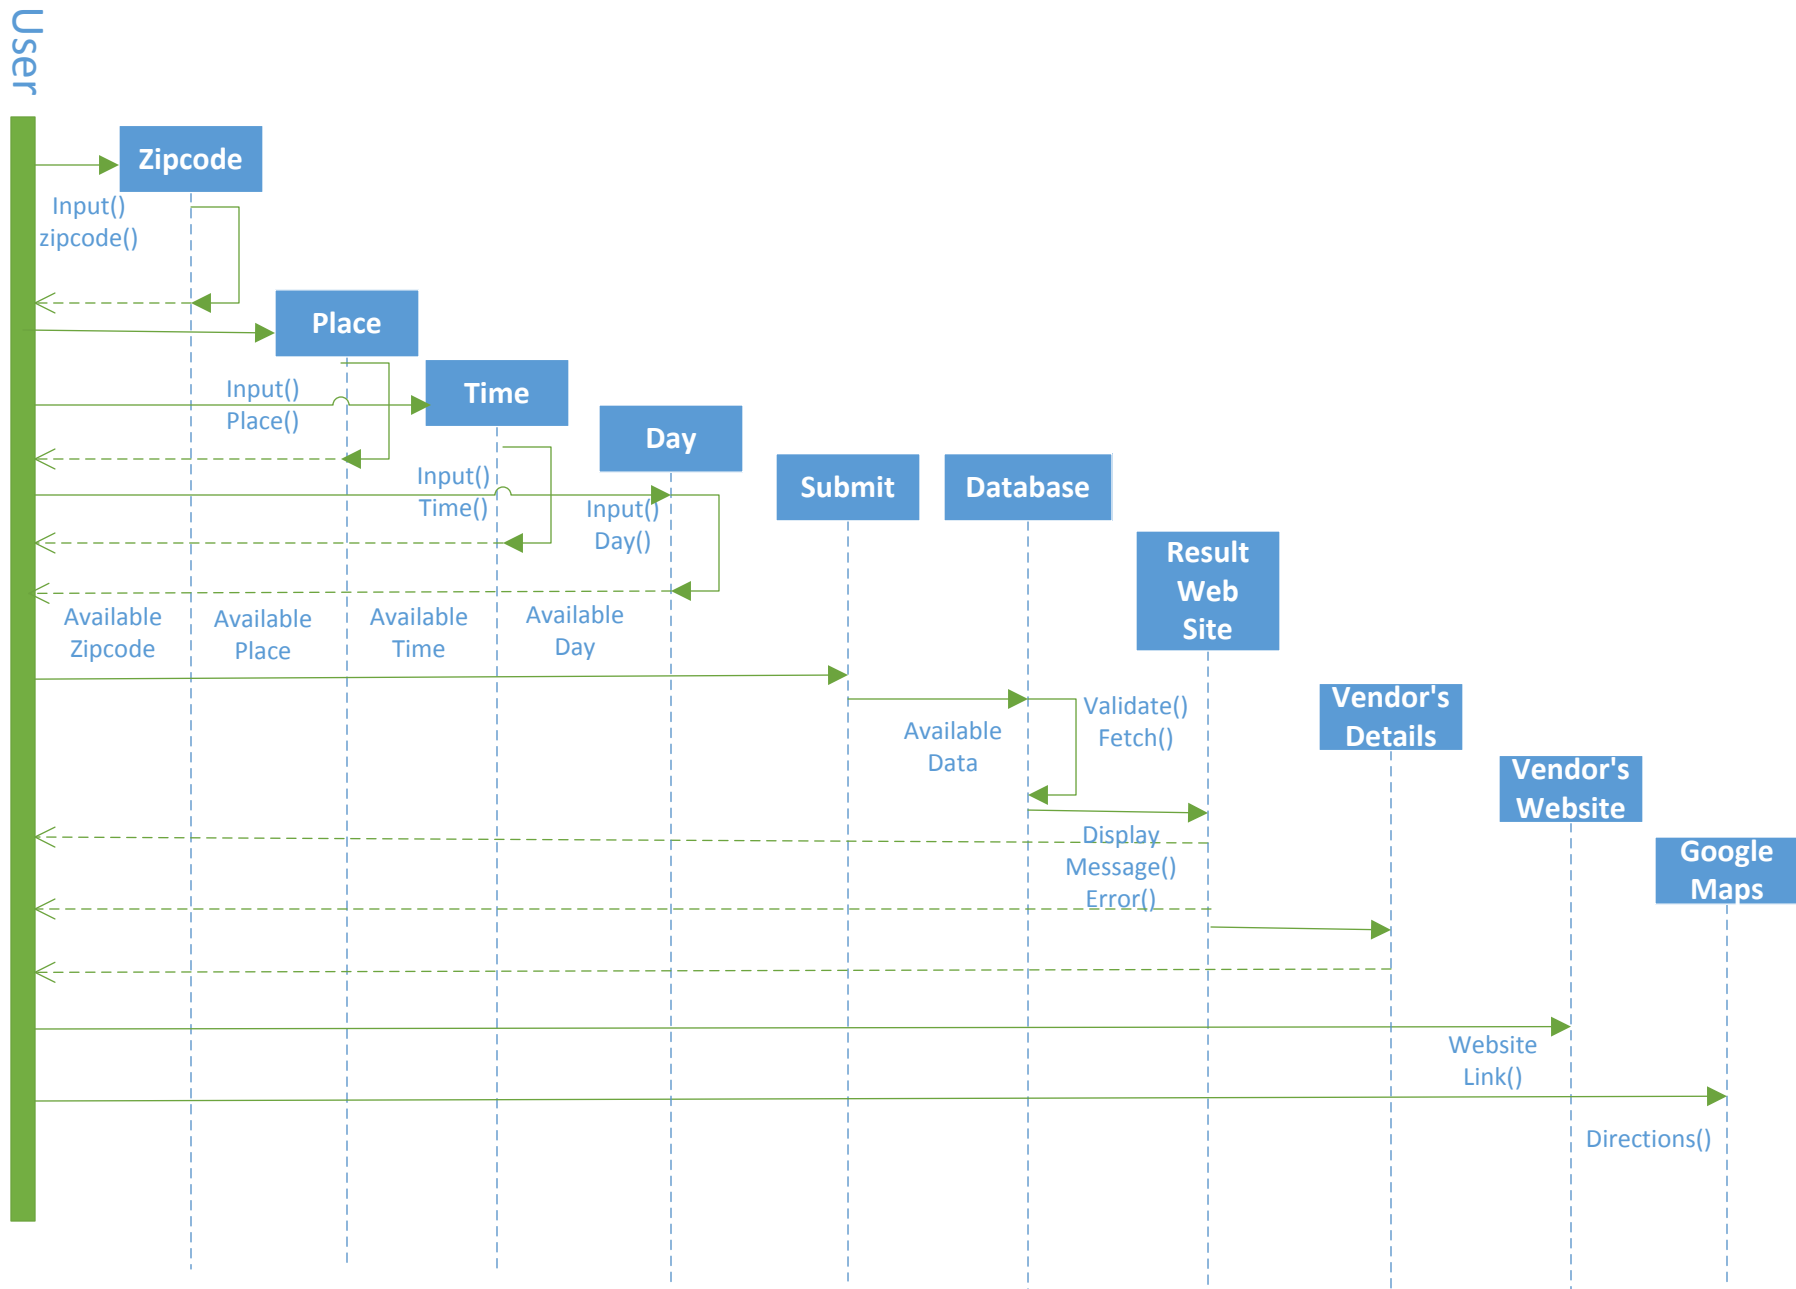 User
Zipcode
Input()
zipcode()
Place
Input()
Place()
Time
Input()
Time()
Day
Input()
Day()
Submit
Database
Result
Web
Site
Available
Zipcode
Available
Place
Available
Time
Available
Day
Available
Data
Validate()
Fetch()
Vendor's
Details
Vendor's
Website
Display
Message()
Error()
Google
Maps
Website
Link()
Directions()